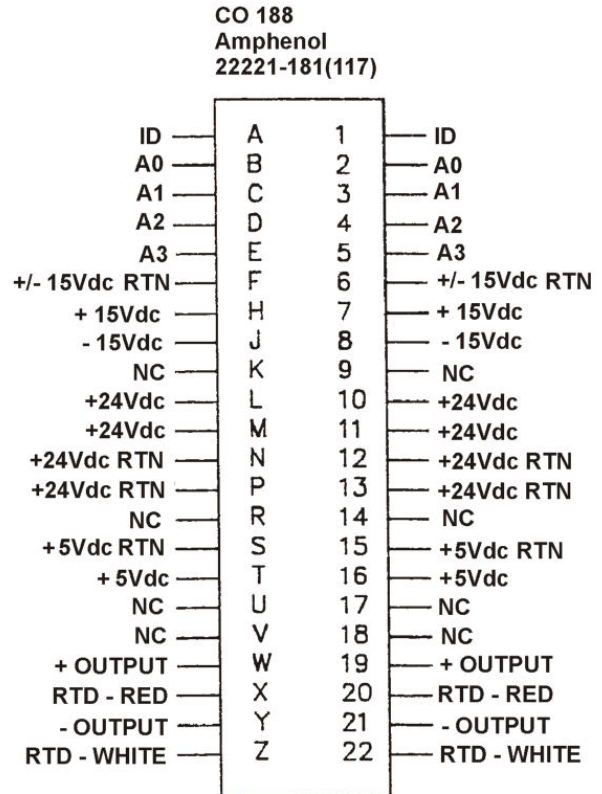 CO 188
Amphenol
22221-181(117)
ID A 1 ID
A0 B 2 A0
A1 C 3 A1
A2 D 4 A2
A3 E 5 A3
+/- 15Vdc RTN F 6 +/- 15Vdc RTN
+ 15Vdc H 7 + 15Vdc
- 15Vdc J 8 - 15Vdc
NC K 9 NC
+24Vdc L 10 +24Vdc
+24Vdc M 11 +24Vdc
+24Vdc RTN N 12 +24Vdc RTN
+24Vdc RTN P 13 +24Vdc RTN
NC R 14 NC
+5Vdc RTN S 15 +5Vdc RTN
+ 5Vdc T 16 +5Vdc
NC U 17 NC
NC V 18 NC
+ OUTPUT W 19 + OUTPUT
RTD - RED X 20 RTD - RED
- OUTPUT Y 21 - OUTPUT
RTD - WHITE Z 22 RTD - WHITE